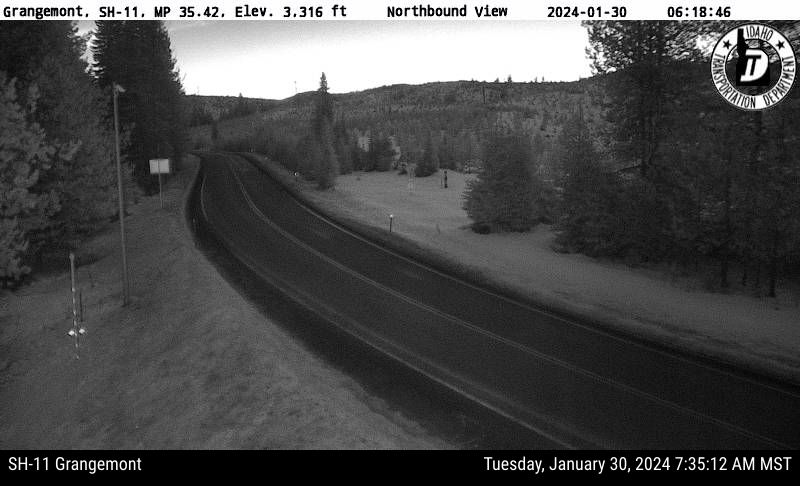 Grangemont, SH-11, MP 35.42, Elev. 3,316 ft Northbound View 2024-01-30 06:18:46
IDAHO
TRANSPORTATION DEPARTMENT
SH-11 Grangemont Tuesday, January 30, 2024 7:35:12 AM MST